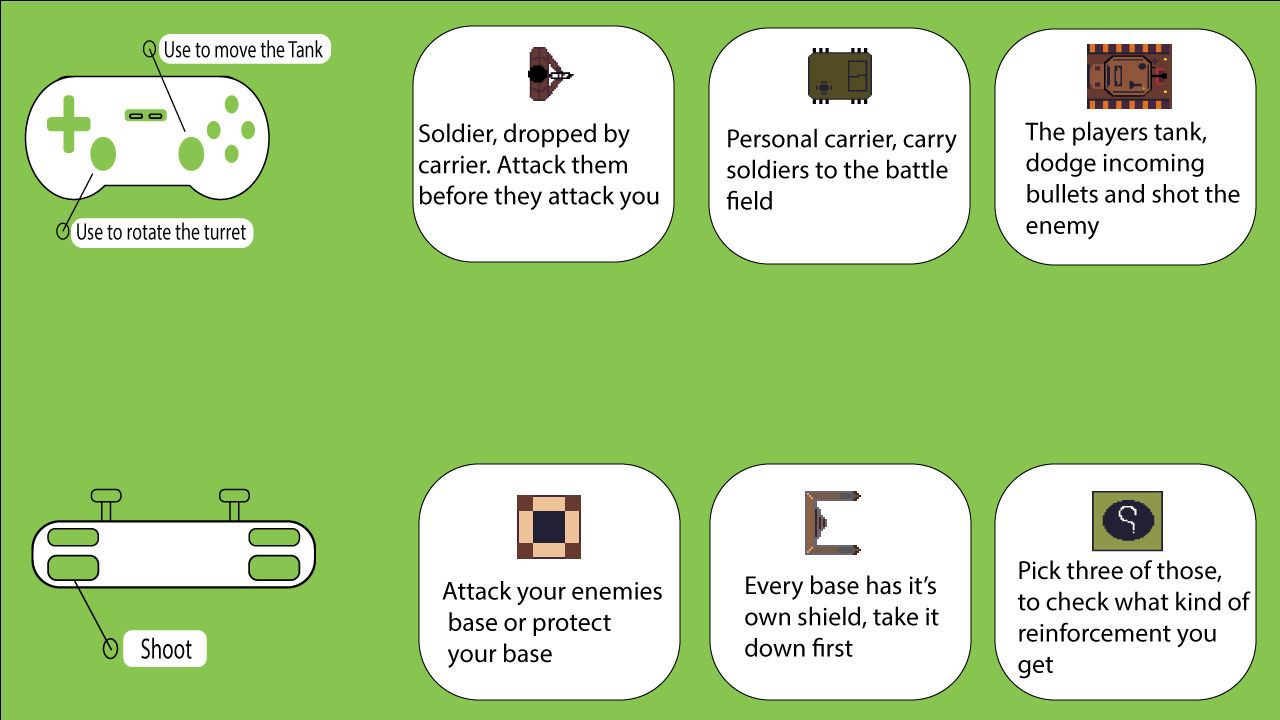 Use to move the Tank
Use to rotate the turret
Soldier, dropped by
carrier. Attack them
before they attack you
Personal carrier, carry
soldiers to the battle
field
The players tank,
dodge incoming
bullets and shot the
enemy
Shoot
Attack your enemies
base or protect
your base
Every base has it’s
own shield, take it
down first
Pick three of those,
to check what kind of
reinforcement you
get